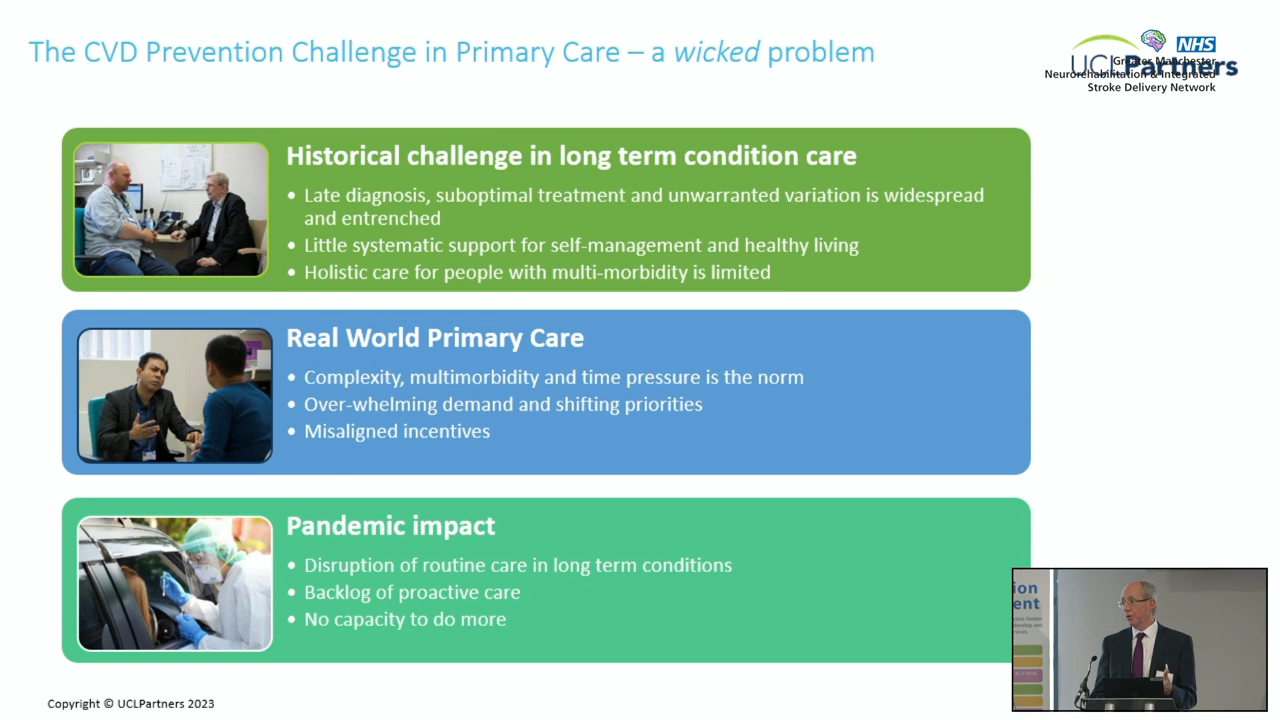 The CVD Prevention Challenge in Primary Care – a wicked problem
NHS
UCLPartners
Greater Manchester
Neurorehabilitation & Integrated
Stroke Delivery Network
Historical challenge in long term condition care
• Late diagnosis, suboptimal treatment and unwarranted variation is widespread
and entrenched
• Little systematic support for self-management and healthy living
• Holistic care for people with multi-morbidity is limited
Real World Primary Care
• Complexity, multimorbidity and time pressure is the norm
• Over-whelming demand and shifting priorities
• Misaligned incentives
Pandemic impact
• Disruption of routine care in long term conditions
• Backlog of proactive care
• No capacity to do more
ion
ent
Copyright © UCLPartners 2023